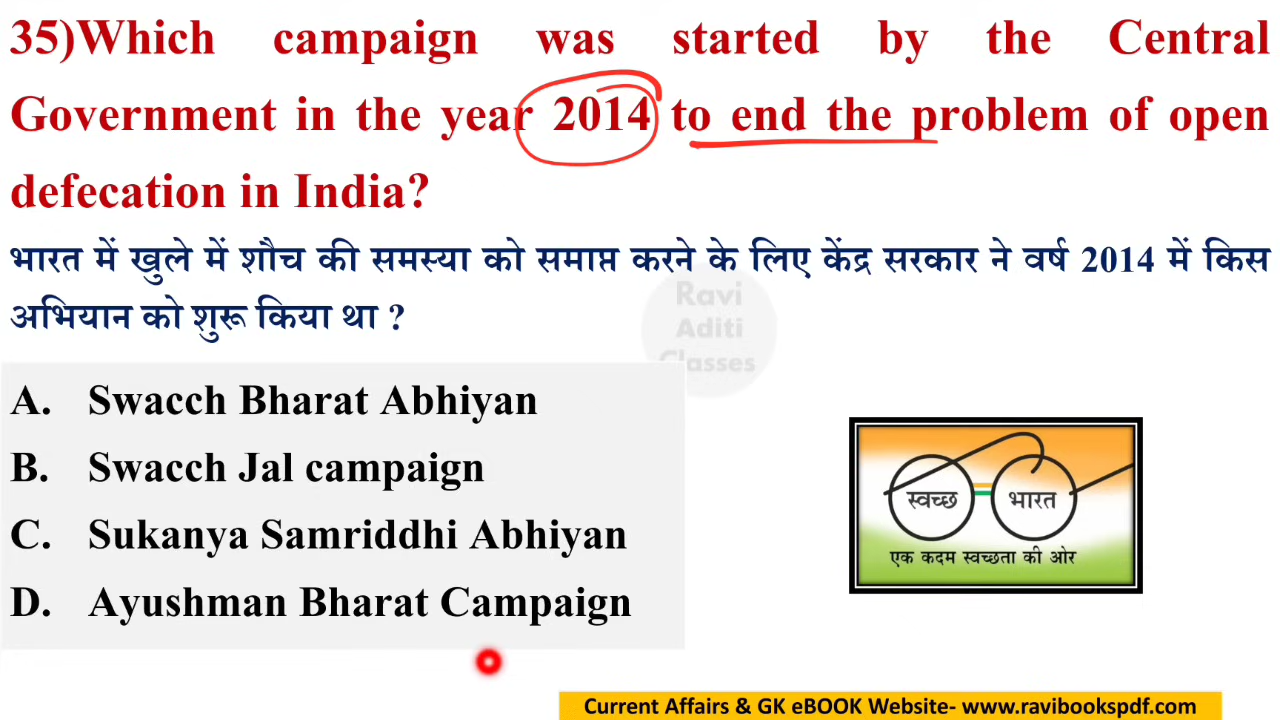 35)Which campaign was started by the Central
Government in the year 2014 to end the problem of open
defecation in India?
भारत में खुले में शौच की समस्या को समाप्त करने के लिए केंद्र सरकार ने वर्ष 2014 में किस
अभियान को शुरू किया था ?
Ravi
Aditi
Classes
A. Swacch Bharat Abhiyan
B. Swacch Jal campaign
C. Sukanya Samriddhi Abhiyan
D. Ayushman Bharat Campaign
स्वच्छ भारत
एक कदम स्वच्छता की ओर
Current Affairs & GK eBOOK Website- www.ravibookspdf.com